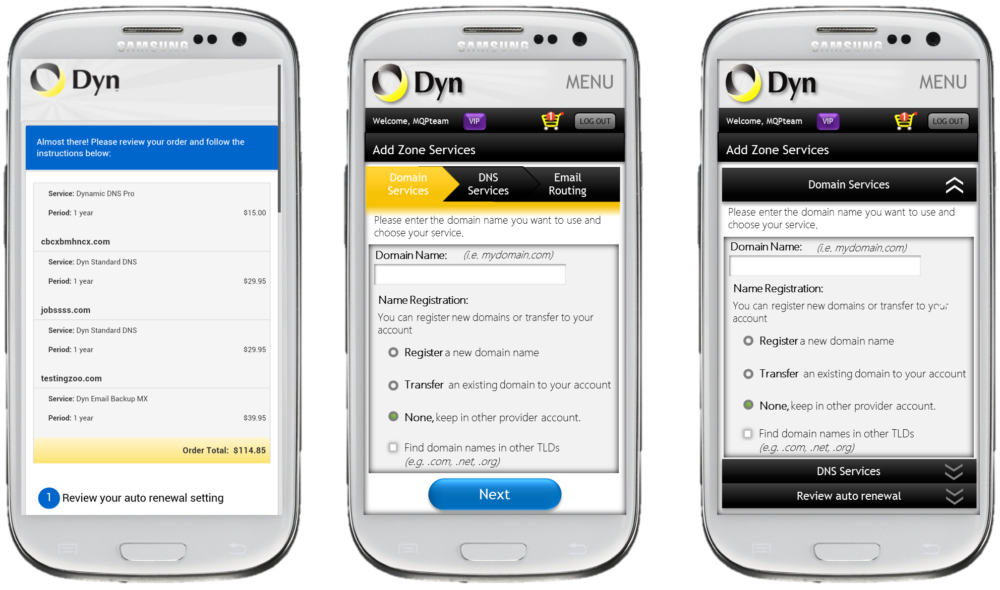 SAMSUNG
Dyn
Almost there! Please review your order and follow the
instructions below:
Service: Dynamic DNS Pro
Period: 1 year $15.00
cbcxbmhncx.com
Service: Dyn Standard DNS
Period: 1 year $29.95
jobssss.com
Service: Dyn Standard DNS
Period: 1 year $29.95
testingzoo.com
Service: Dyn Email Backup MX
Period: 1 year $39.95
Order Total: $114.85
1 Review your auto renewal setting
SAMSUNG
Dyn MENU
Welcome, MQPteam VIP 1 LOG OUT
Add Zone Services
Domain
Services
DNS
Services
Email
Routing
Please enter the domain name you want to use and
choose your service.
Domain Name: (i.e. mydomain.com)
Name Registration:
You can register new domains or transfer to your
account
Register a new domain name
Transfer an existing domain to your account
None, keep in other provider account.
Find domain names in other TLDs
(e.g. .com, .net, .org)
Next
SAMSUNG
Dyn MENU
Welcome, MQPteam VIP 1 LOG OUT
Add Zone Services
Domain Services
Please enter the domain name you want to use and
choose your service.
Domain Name: (i.e. mydomain.com)
Name Registration:
You can register new domains or transfer to your
account
Register a new domain name
Transfer an existing domain to your account
None, keep in other provider account.
Find domain names in other TLDs
(e.g. .com, .net, .org)
DNS Services
Review auto renewal